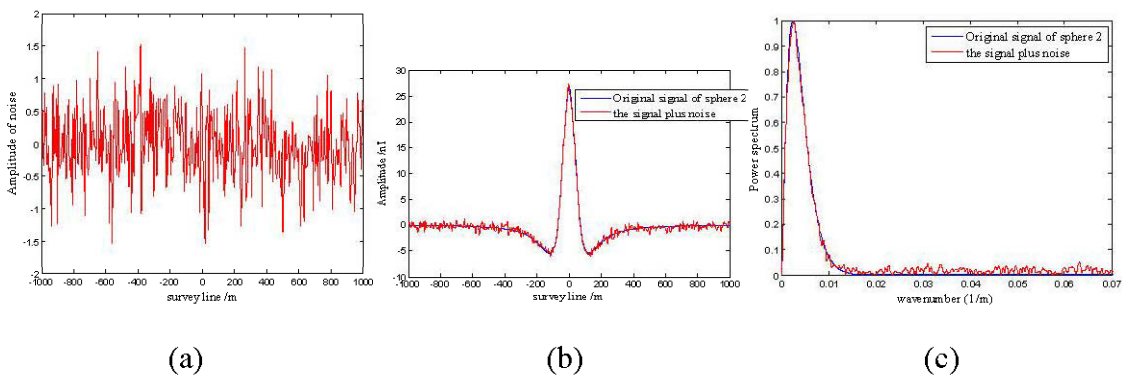 2
1.5
1
0.5
0
-0.5
-1
-1.5
-2
Amplitude of noise
-1000 -800 -600 -400 -200 0 200 400 600 800 1000
survey line /m
(a)
30
25
20
15
10
5
0
-5
-10
Amplitude /nT
Original signal of sphere 2
the signal plus noise
-1000 -800 -600 -400 -200 0 200 400 600 800 1000
survey line /m
(b)
1
0.9
0.8
0.7
0.6
0.5
0.4
0.3
0.2
0.1
0
Power spectrum
Original signal of sphere 2
the signal plus noise
0 0.01 0.02 0.03 0.04 0.05 0.06 0.07
wavenumber (1/m)
(c)